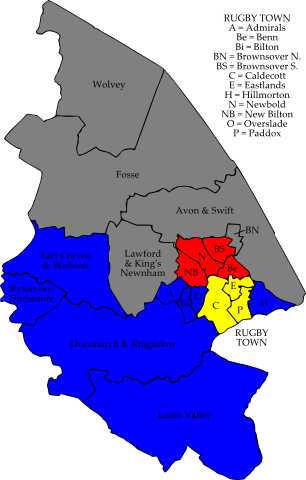 RUGBY TOWN
A = Admirals
Be = Benn
Bi = Bilton
BN = Brownsover N.
BS = Brownsover S.
C = Caldecott
E = Eastlands
H = Hillmorton
N = Newbold
NB = New Bilton
O = Overslade
P = Paddox
Wolvey
Fosse
Avon & Swift
BN
Earl Craven
& Wolston
Lawford
& King's
Newnham
N
BS
NB
Be
Ryton-on-
Dunsmore
A
O
E
C
P
H
RUGBY
TOWN
Dunchurch & Knightlow
Leam Valley